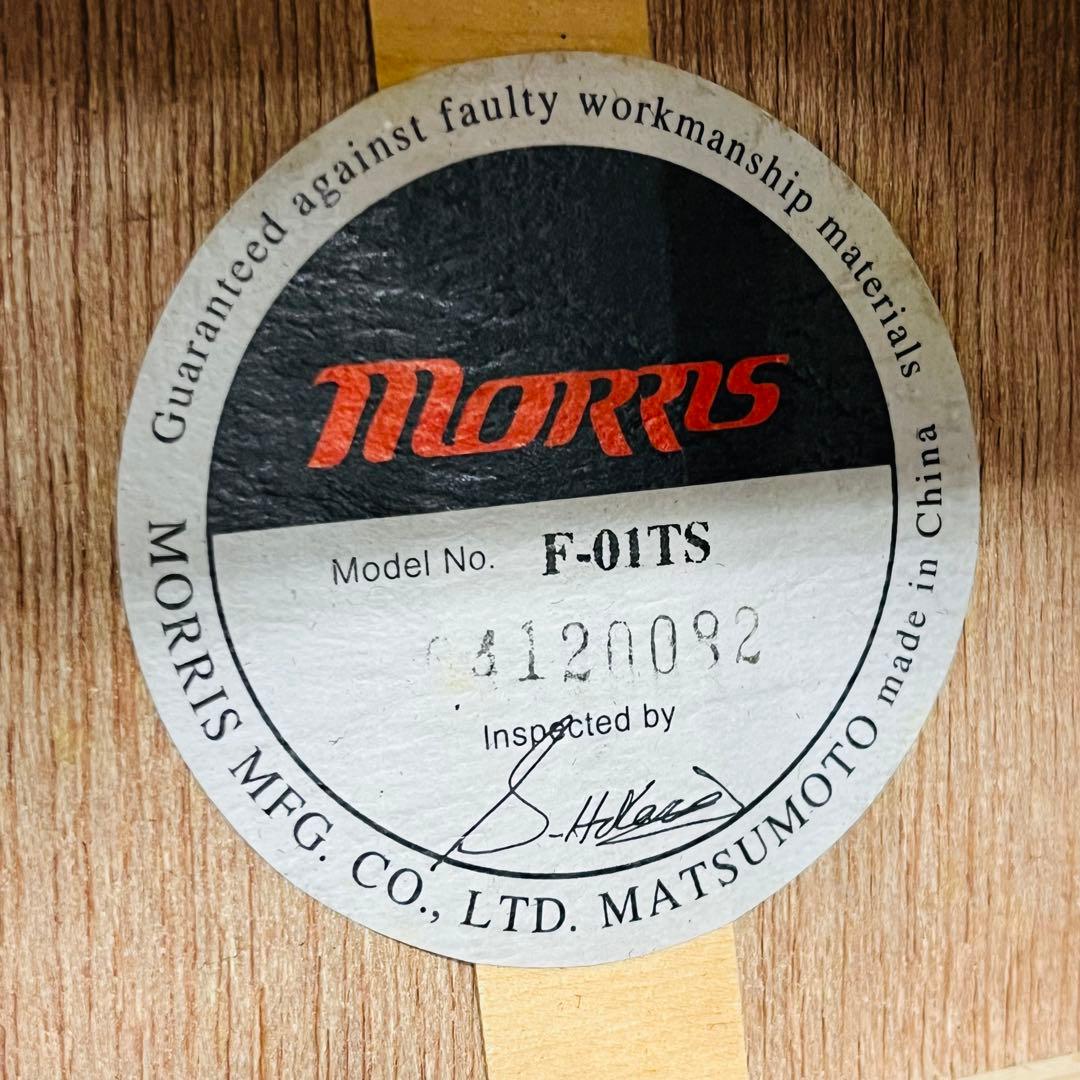 Guaranteed against faulty workmanship materials
MORRIS
Model No. F-01TS
Inspected by
MORRIS MFG. CO., LTD. MATSUMOTO made in China